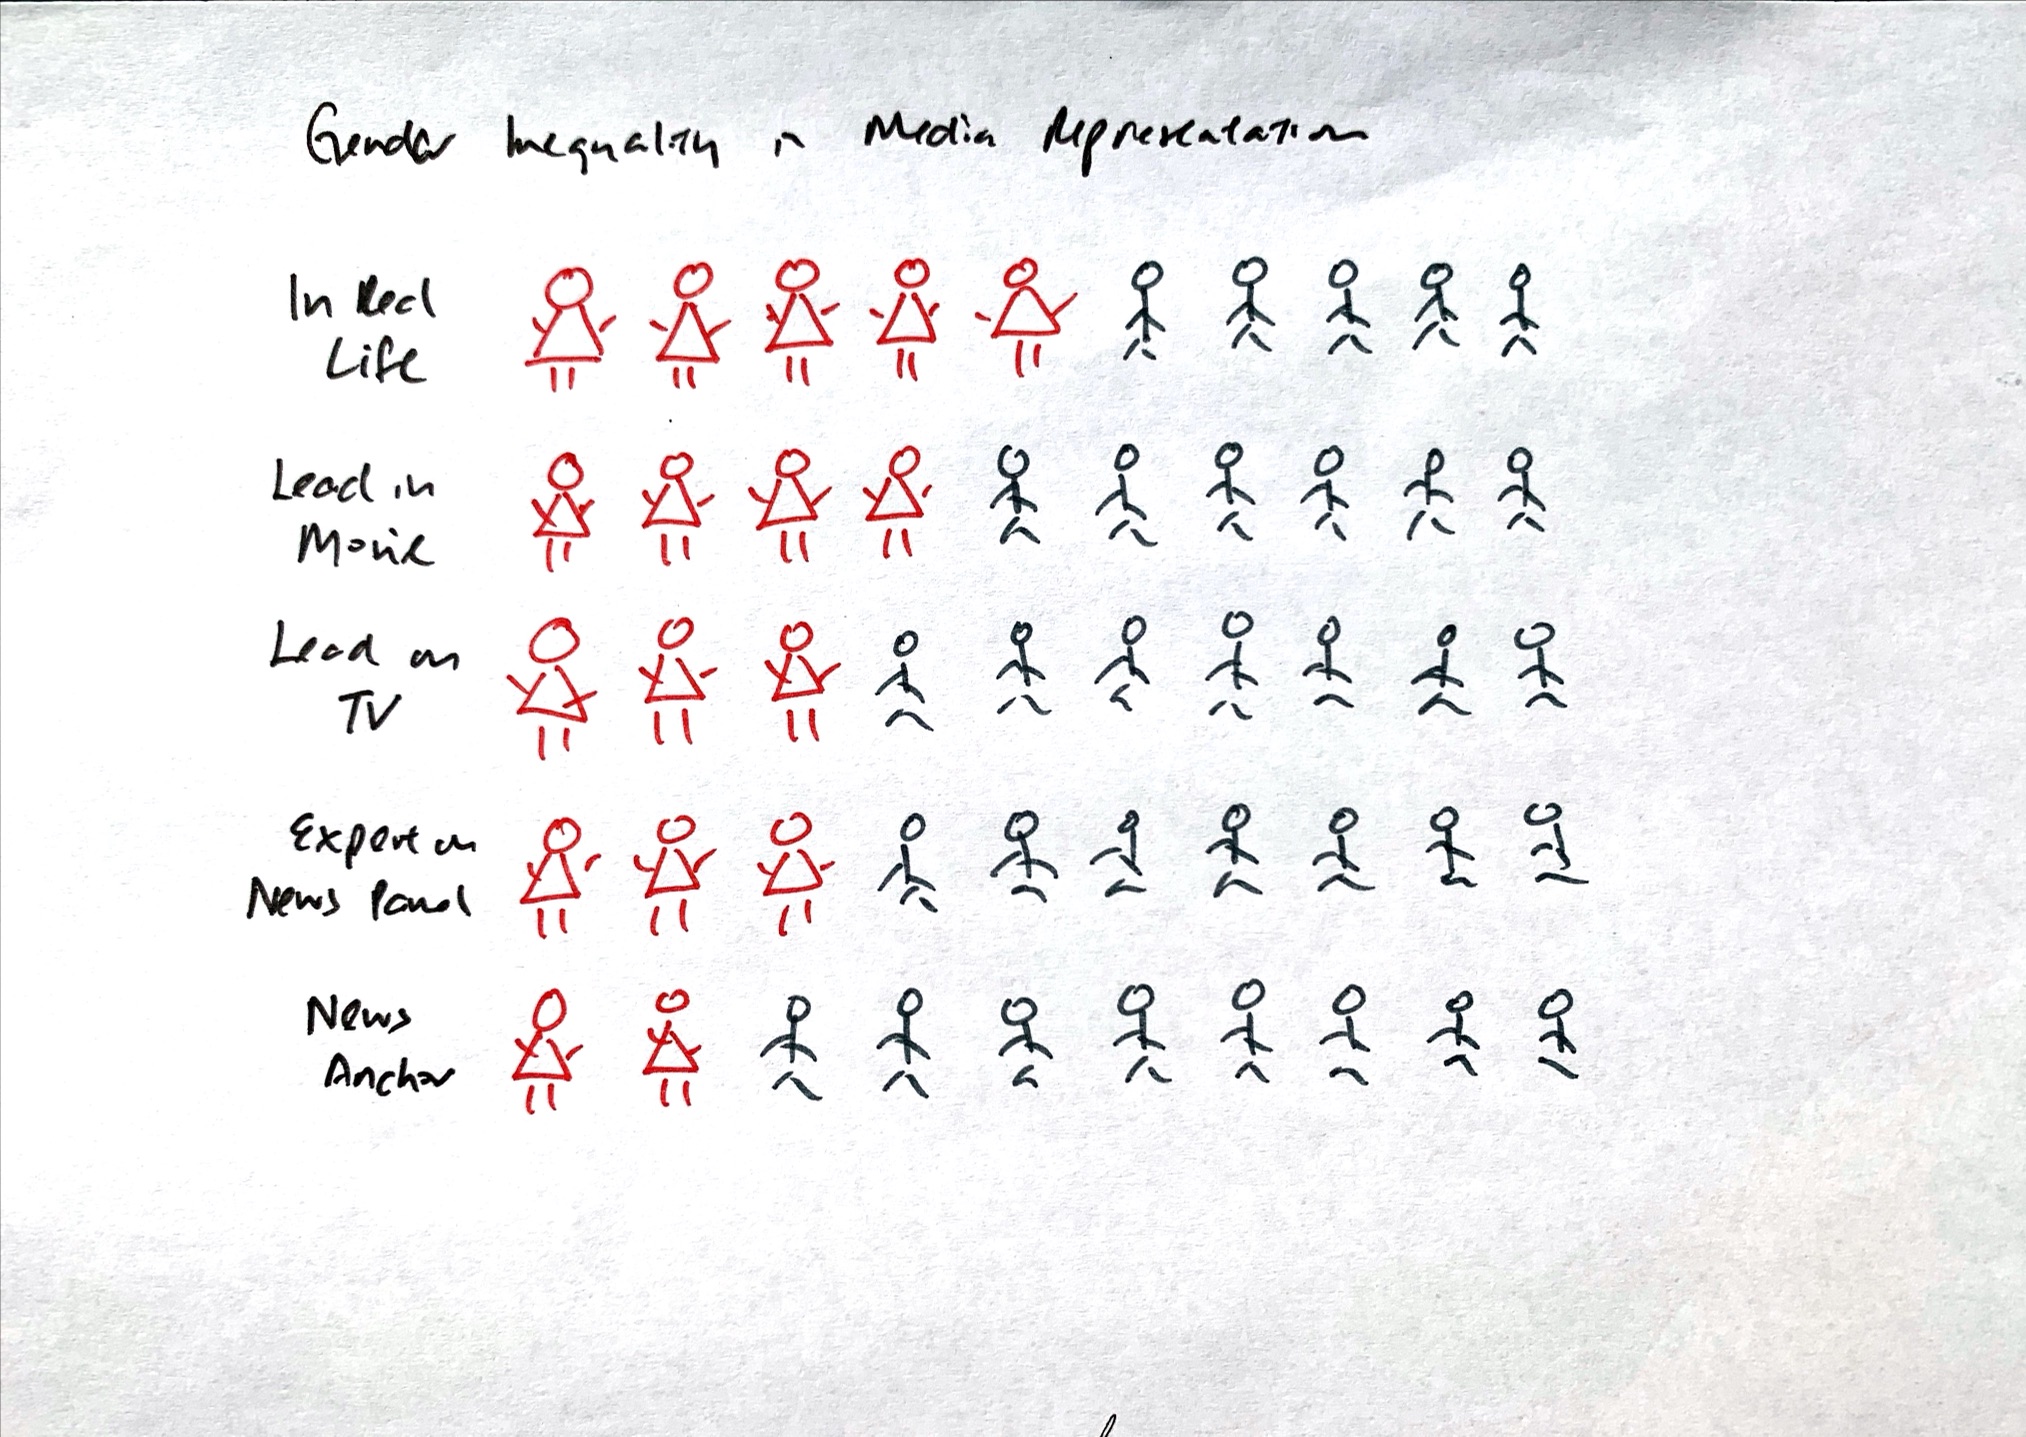 Gender Inequality in Media Representation
In Real
Life
Lead in
Movie
Lead on
TV
Expert on
News Panel
News
Anchor